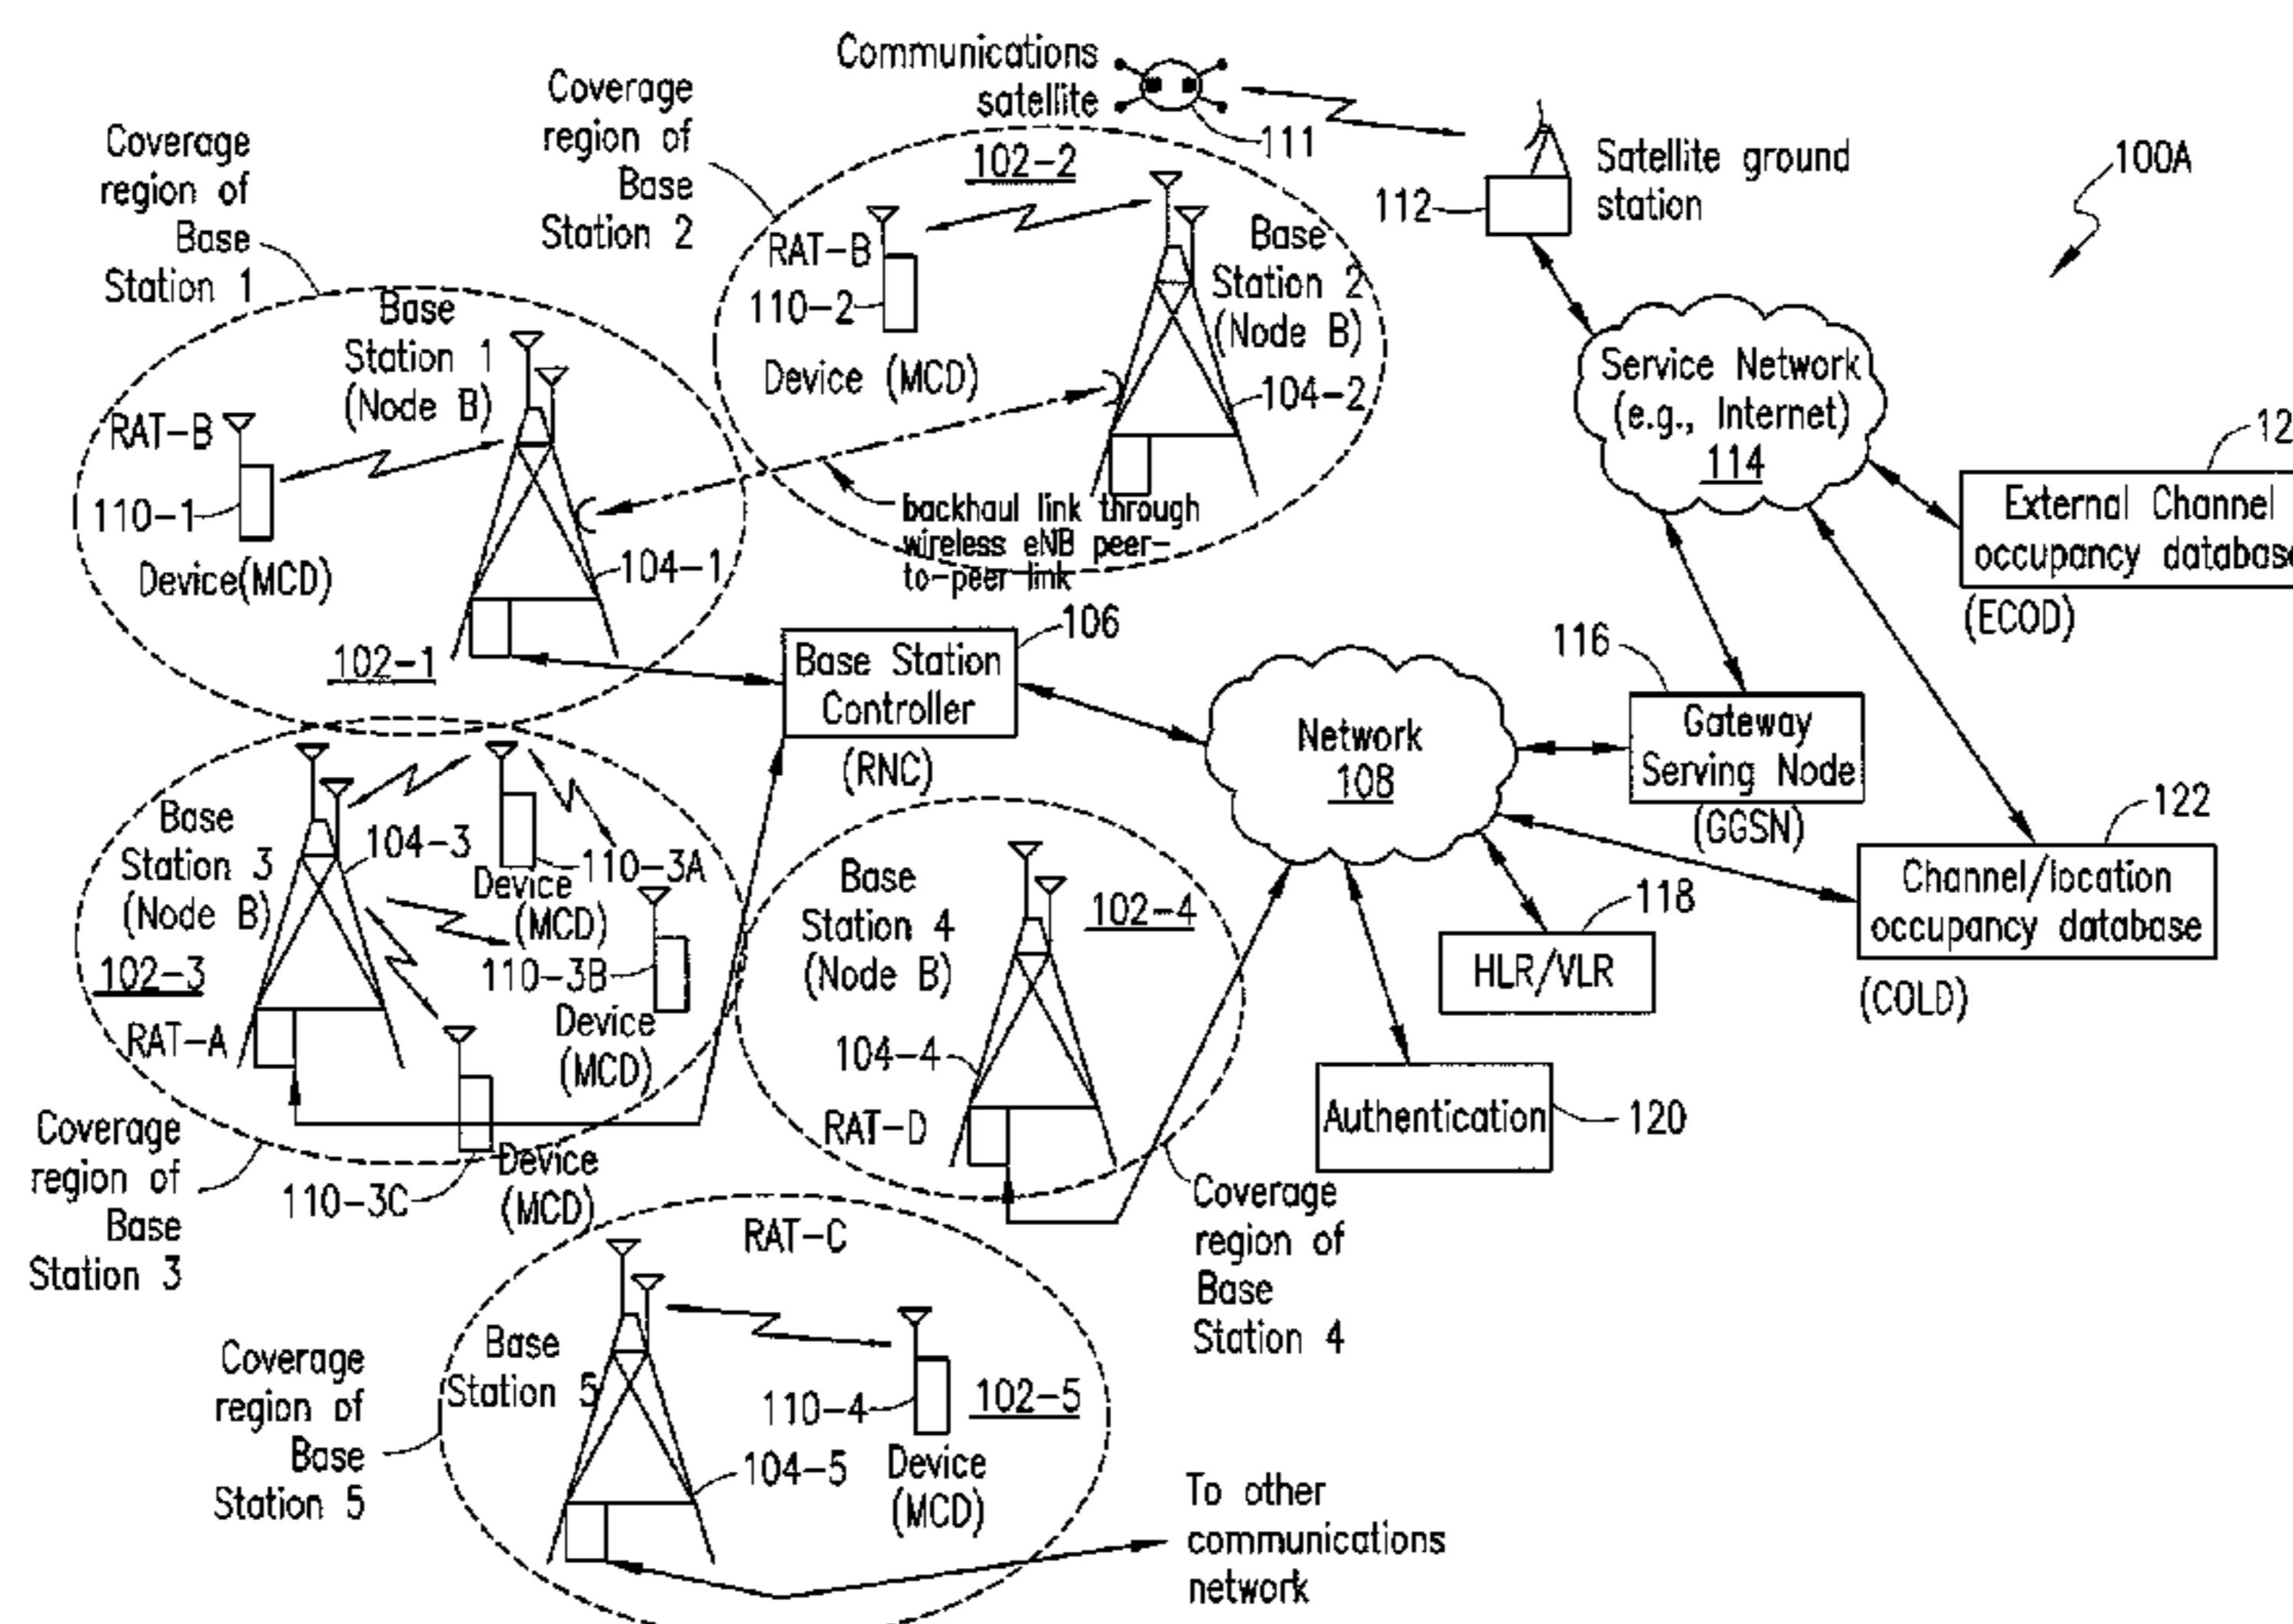 Communications
satellite
111
Coverage
region of
Base
Station 2
Coverage
region of
Base
Station 1
102-2
Satellite ground
station
112
100A
RAT-B
110-2
Device (MCD)
Base
Station 2
(Node B)
104-2
Base
Station 1
(Node B)
RAT-B
110-1
Device(MCD)
104-1
102-1
backhaul link through
wireless eNB peer-
to-peer link
Service Network
(e.g., Internet)
114
12
External Channel
occupancy database
(ECOD)
106
Base Station
Controller
(RNC)
116
Gateway
Serving Node
(GGSN)
Network
108
122
Channel/location
occupancy database
(COLD)
118
HLR/VLR
Authentication
120
Base
Station 3
(Node B)
104-3
102-3
RAT-A
110-3A
Device
(MCD)
110-3B
Device
(MCD)
110-3C
Device
(MCD)
Coverage
region of
Base
Station 3
Base
Station 4
(Node B)
102-4
104-4
RAT-D
Coverage
region of
Base
Station 4
RAT-C
Base
Station 5
110-4
102-5
Device
(MCD)
104-5
Coverage
region of
Base
Station 5
To other
communications
network